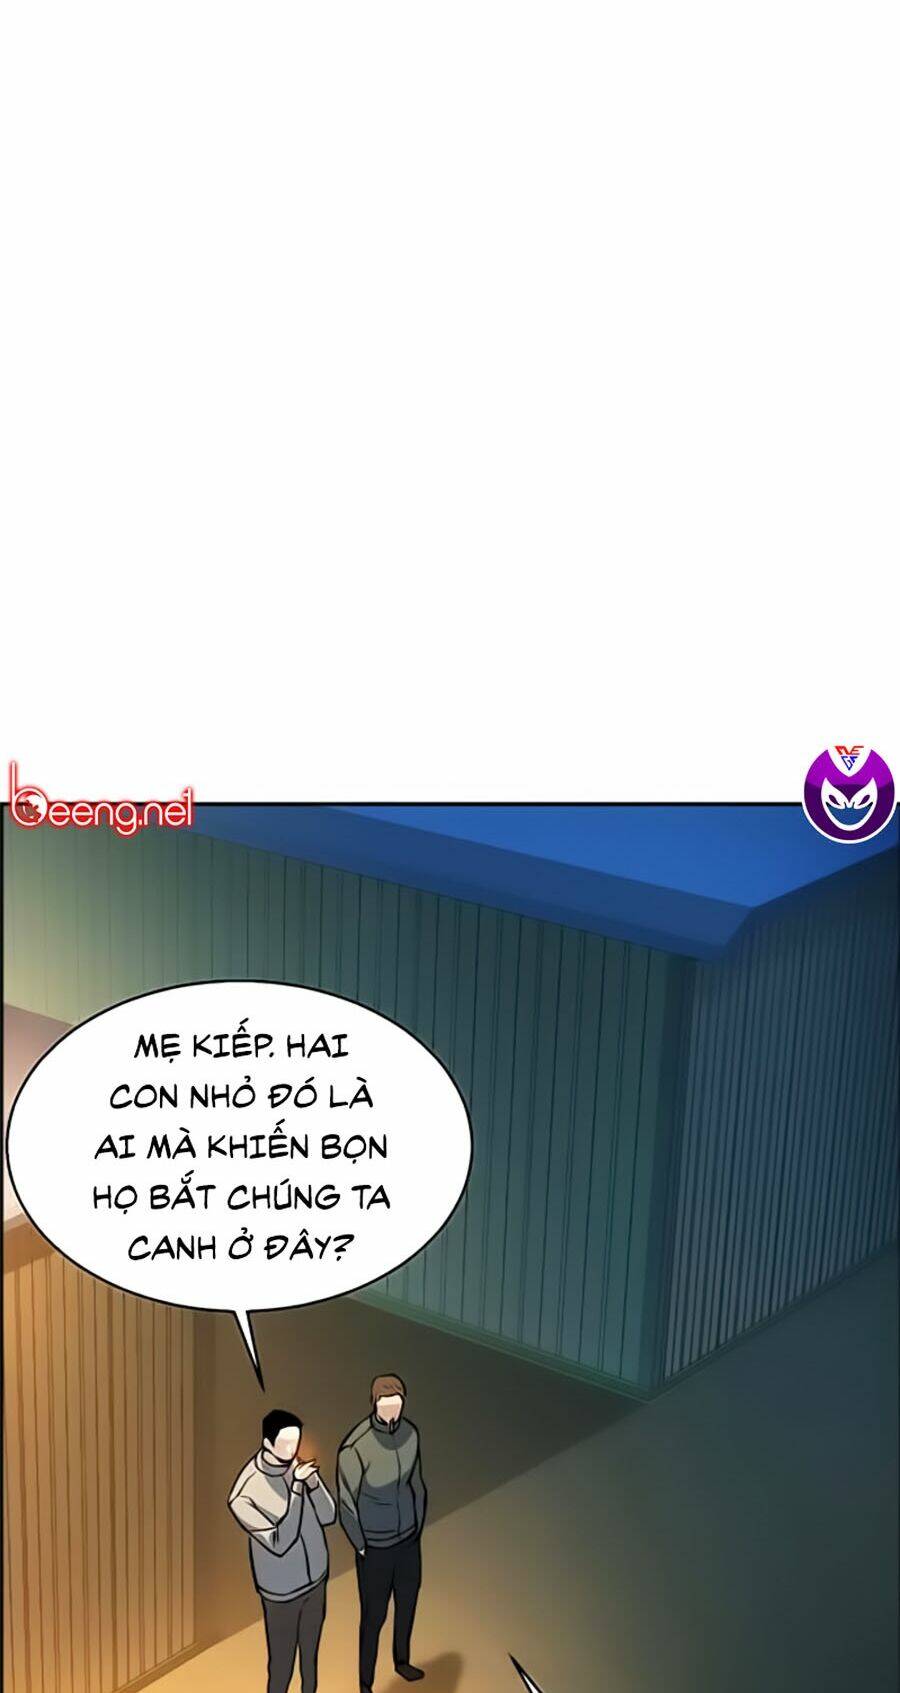 beeng.net
MẸ KIẾP. HAI
CON NHỎ ĐÓ LÀ
AI MÀ KHIẾN BỌN
HỌ BẮT CHÚNG TA
CANH Ở ĐÂY?